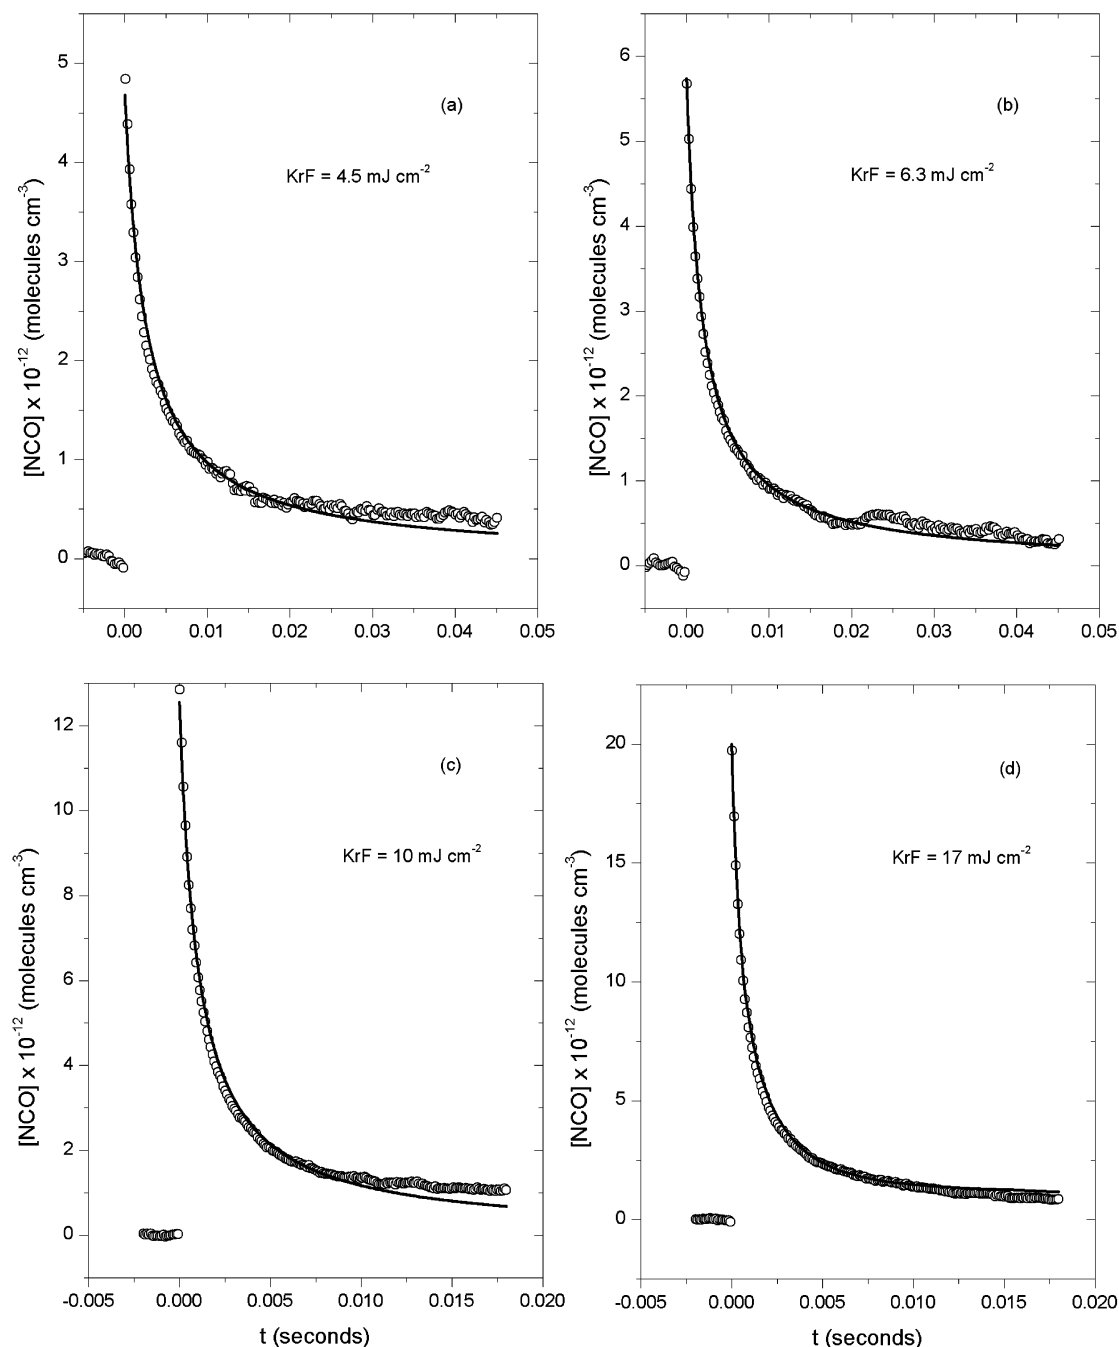 5
4
3
2
1
0
[NCO] x 10⁻¹² (molecules cm⁻³)
(a)
KrF = 4.5 mJ cm⁻²
0.00 0.01 0.02 0.03 0.04 0.05
6
5
4
3
2
1
0
[NCO] x 10⁻¹² (molecules cm⁻³)
(b)
KrF = 6.3 mJ cm⁻²
0.00 0.01 0.02 0.03 0.04 0.05
12
10
8
6
4
2
0
[NCO] x 10⁻¹² (molecules cm⁻³)
(c)
KrF = 10 mJ cm⁻²
-0.005 0.000 0.005 0.010 0.015 0.020
t (seconds)
20
15
10
5
0
[NCO] x 10⁻¹² (molecules cm⁻³)
(d)
KrF = 17 mJ cm⁻²
-0.005 0.000 0.005 0.010 0.015 0.020
t (seconds)